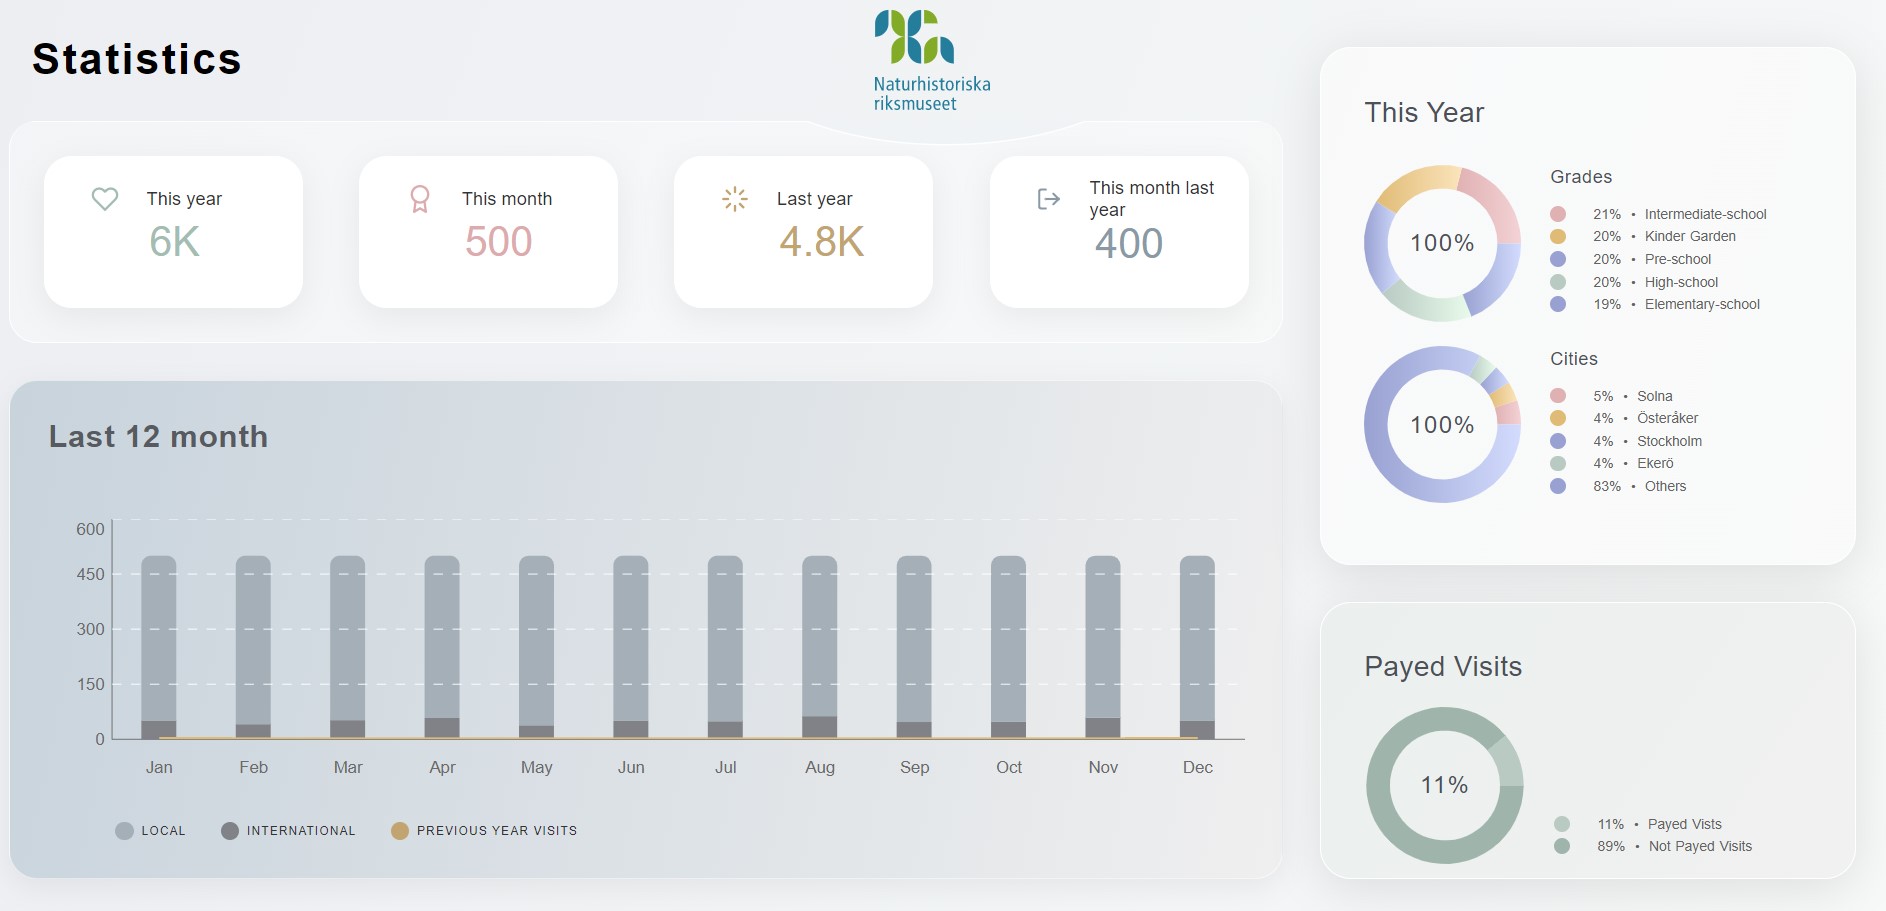 Statistics
Naturhistoriska
riksmuseet
This year
6K
This month
500
Last year
4.8K
This month last
year
400
Last 12 month
600
450
300
150
0
Jan Feb Mar Apr May Jun Jul Aug Sep Oct Nov Dec
LOCAL INTERNATIONAL PREVIOUS YEAR VISITS
This Year
100%
Grades
21% • Intermediate-school
20% • Kinder Garden
20% • Pre-school
20% • High-school
19% • Elementary-school
100%
Cities
5% • Solna
4% • Österåker
4% • Stockholm
4% • Ekerö
83% • Others
Payed Visits
11%
11% • Payed Vists
89% • Not Payed Visits